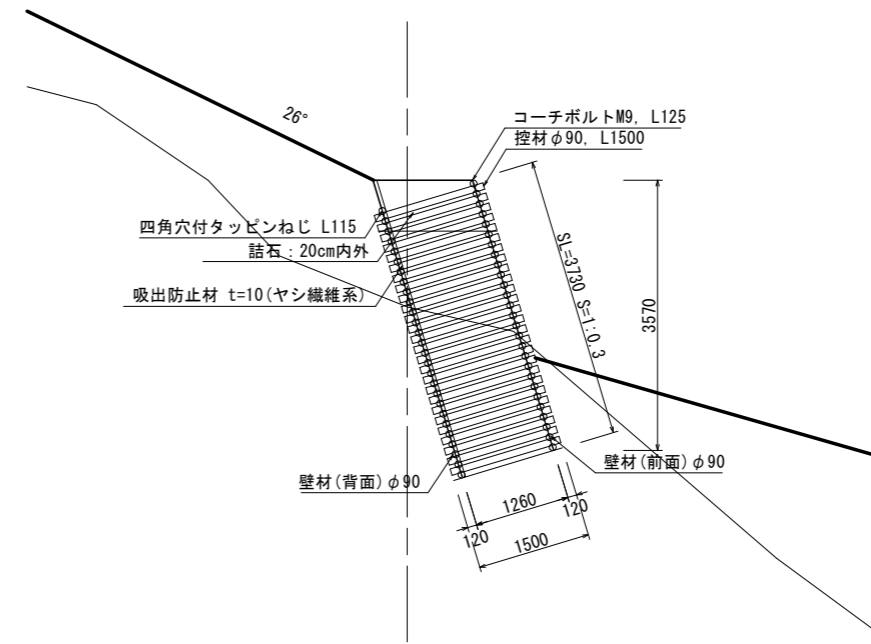 26°
コーチボルトM9, L125
控材φ90, L1500
四角穴付タッピンねじ L115
詰石：20cm内外
吸出防止材 t=10(ヤシ繊維系)
SL=3730 S=1:0.3
3570
壁材(背面)φ90
壁材(前面)φ90
120
1260
120
1500